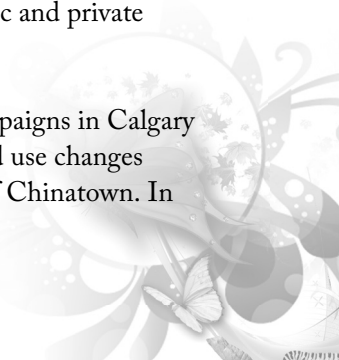 c and private
paigns in Calgary
use changes
Chinatown. In